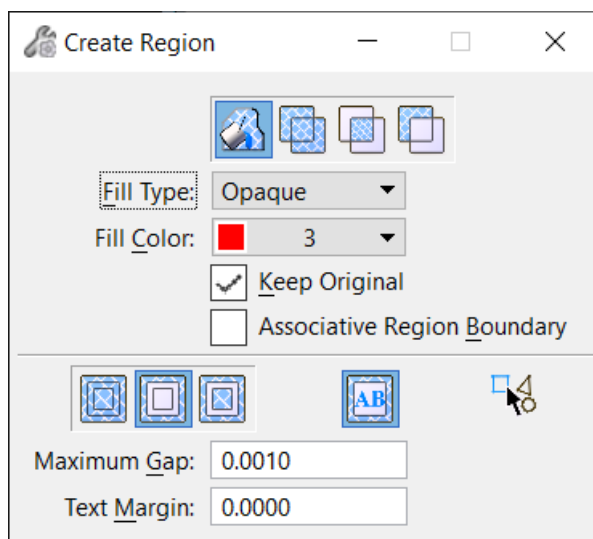 Create Region
Fill Type: Opaque
Fill Color: 3
Keep Original
Associative Region Boundary
AB
Maximum Gap: 0.0010
Text Margin: 0.0000